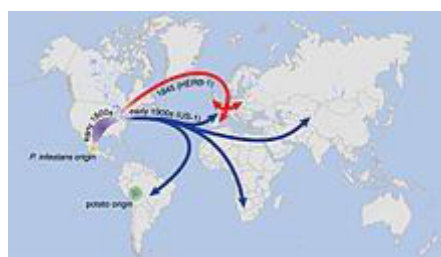 1845 (HERB-1)
early 1900s (US-1)
early 1800s
P. infestans origin
potato origin